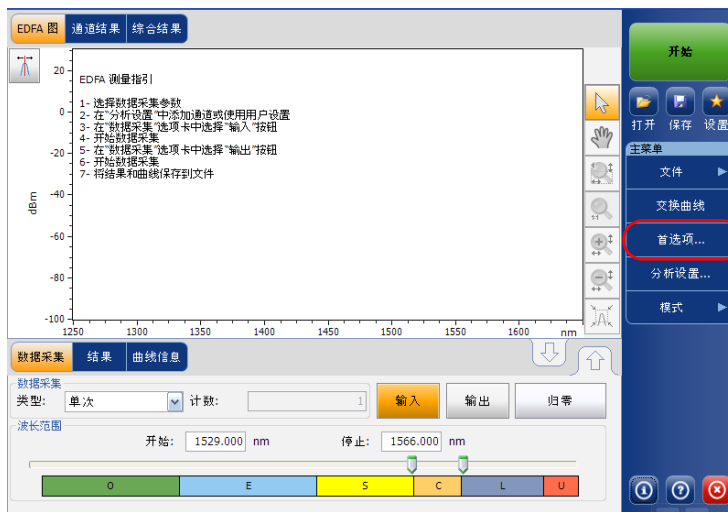 EDFA 图 通道结果 综合结果
EDFA 测量指引
1- 选择数据采集参数
2- 在"分析设置"中添加通道或使用用户设置
3- 在"数据采集"选项卡中选择"输入"按钮
4- 开始数据采集
5- 在"数据采集"选项卡中选择"输出"按钮
6- 开始数据采集
7- 将结果和曲线保存到文件
20
0
-20
-40
-60
-80
-100
dBm
1250 1300 1350 1400 1450 1500 1550 1600 nm
1:1
开始
打开 保存 设置
主菜单
文件
交换曲线
首选项...
分析设置...
模式
数据采集 结果 曲线信息
数据采集
类型: 单次 计数: 1 输入 输出 归零
波长范围
开始: 1529.000 nm 停止: 1566.000 nm
O E S C L U